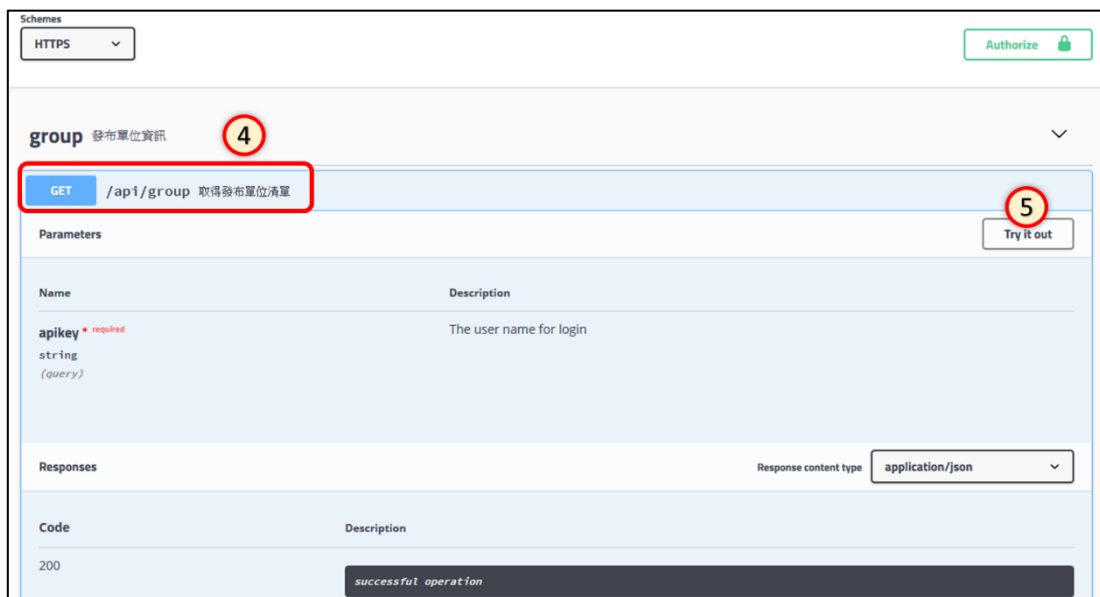 Schemes
HTTPS
Authorize
group 發布單位資訊
4
GET /api/group 取得發布單位清單
5
Parameters
Try it out
Name Description
apikey * required The user name for login
string
(query)
Responses Response content type application/json
Code Description
200
successful operation